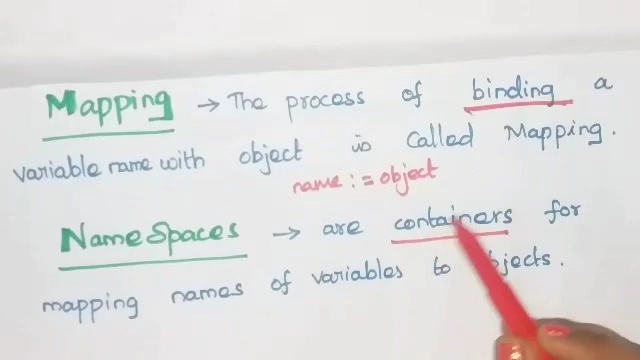 Mapping → The process of binding a
variable name with object is called Mapping.
name := object
NameSpaces → are containers for
mapping names of variables to objects.